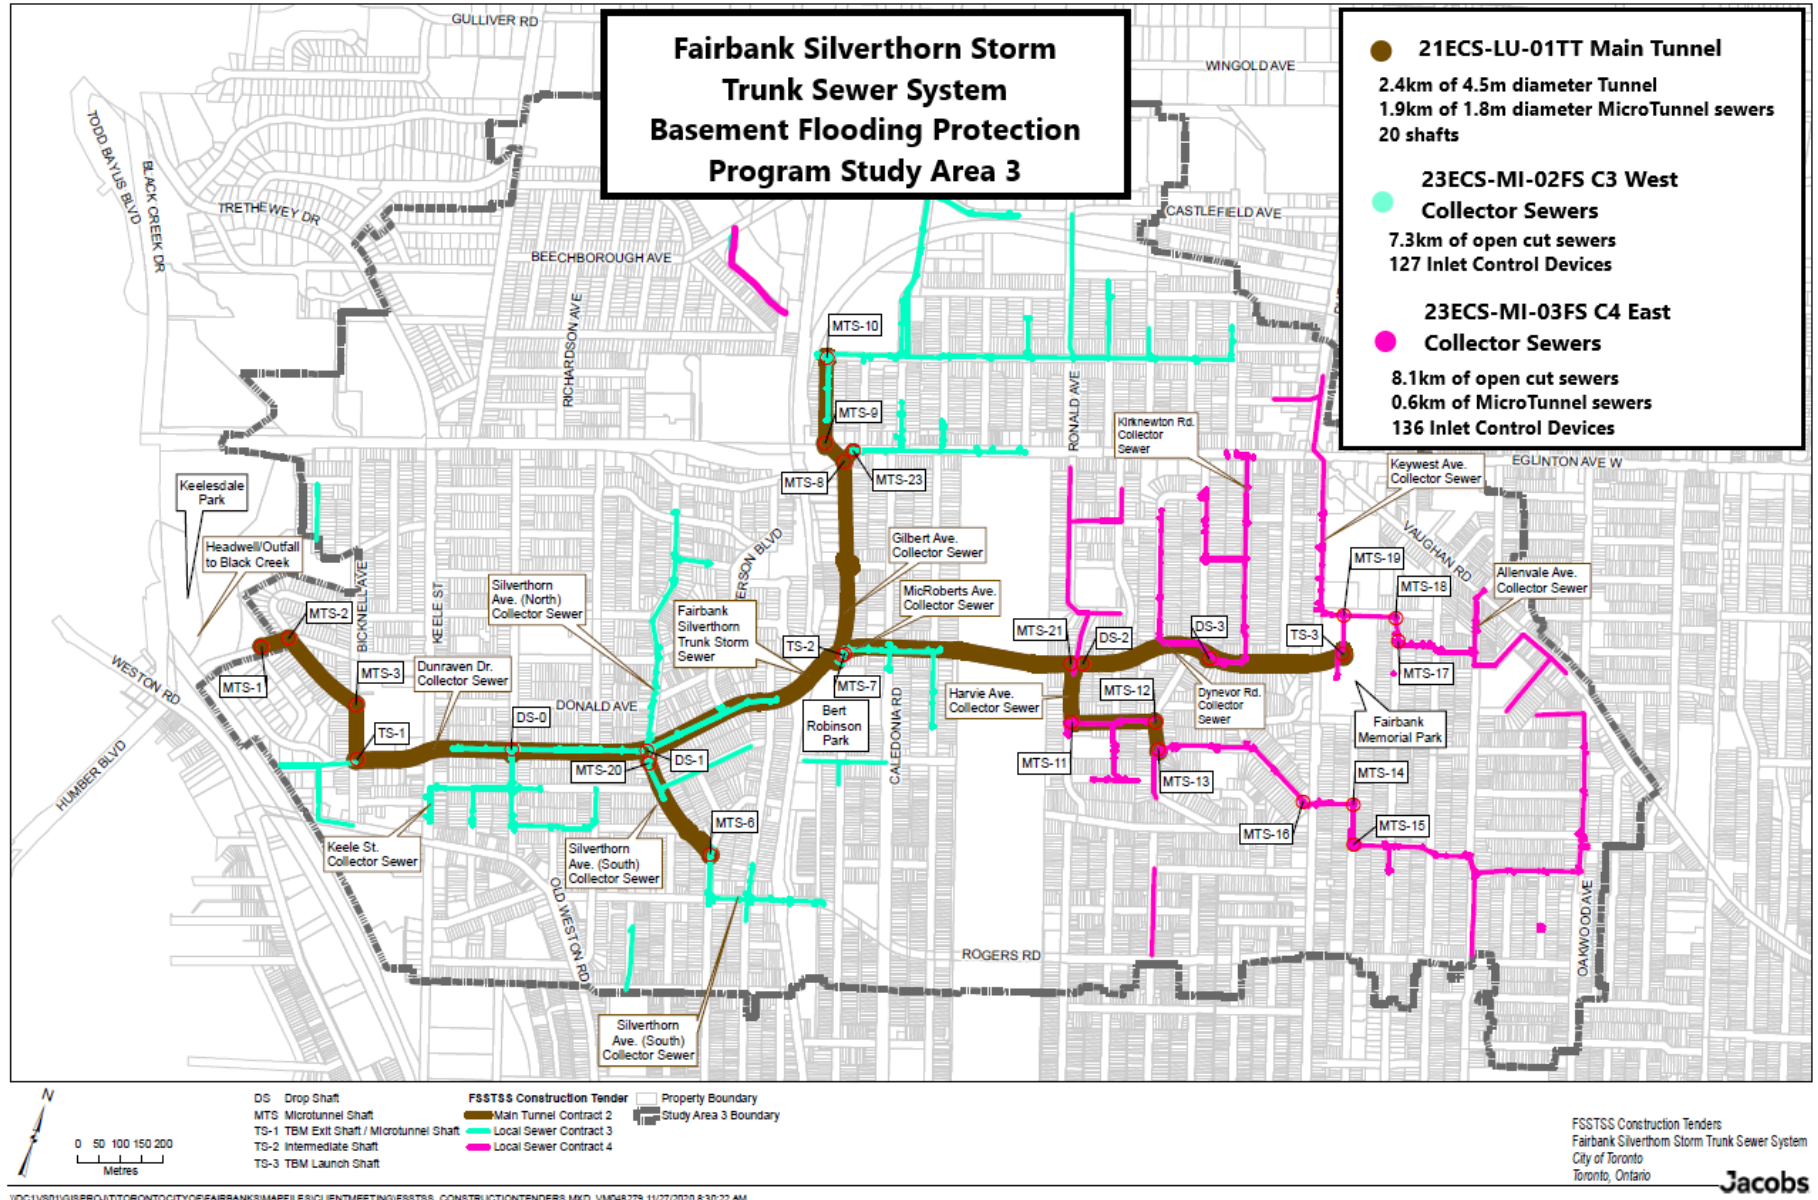 GULLIVER RD
Fairbank Silverthorn Storm
Trunk Sewer System
Basement Flooding Protection
Program Study Area 3
WINGOLD AVE
21ECS-LU-01TT Main Tunnel
2.4km of 4.5m diameter Tunnel
1.9km of 1.8m diameter MicroTunnel sewers
20 shafts
23ECS-MI-02FS C3 West
Collector Sewers
7.3km of open cut sewers
127 Inlet Control Devices
23ECS-MI-03FS C4 East
Collector Sewers
8.1km of open cut sewers
0.6km of MicroTunnel sewers
136 Inlet Control Devices
TODD BAYLIS BLVD
BLACK CREEK DR
TRETHEWEY DR
CASTLEFIELD AVE
BEECHBOROUGH AVE
RICHARDSON AVE
MTS-10
MTS-9
RONALD AVE
Kirknewton Rd.
Collector
Sewer
EGLINTON AVE W
Keywest Ave.
Collector Sewer
MTS-8
MTS-23
Keelesdale
Park
Headwell/Outfall
to Black Creek
VAUGHAN RD
Gilbert Ave.
Collector Sewer
ERSON BLVD
BICKNELL AVE
KEELE ST
Silverthorn
Ave. (North)
Collector Sewer
MicRoberts Ave.
Collector Sewer
Fairbank
Silverthorn
Trunk Storm
Sewer
MTS-19
MTS-18
Allenvale Ave.
Collector Sewer
MTS-2
MTS-21
DS-2
DS-3
TS-3
TS-2
WESTON RD
MTS-1
MTS-3
Dunraven Dr.
Collector Sewer
MTS-7
MTS-17
MTS-12
Harvie Ave.
Collector Sewer
Dynevor Rd.
Collector
Sewer
DONALD AVE
DS-0
Bert
Robinson
Park
CALEDONIA RD
Fairbank
Memorial Park
TS-1
DS-1
MTS-20
MTS-11
MTS-13
MTS-14
HUMBER BLVD
MTS-6
MTS-16
MTS-15
Keele St.
Collector Sewer
Silverthorn
Ave. (South)
Collector Sewer
OLD WESTON RD
ROGERS RD
OAKWOOD AVE
Silverthorn
Ave. (South)
Collector Sewer
N
0 50 100 150 200
Metres
DS Drop Shaft
MTS Microtunnel Shaft
TS-1 TBM Exit Shaft / Microtunnel Shaft
TS-2 Intermediate Shaft
TS-3 TBM Launch Shaft
FSSTSS Construction Tender
Main Tunnel Contract 2
Local Sewer Contract 3
Local Sewer Contract 4
Property Boundary
Study Area 3 Boundary
FSSTSS Construction Tenders
Fairbank Silverthorn Storm Trunk Sewer System
City of Toronto
Toronto, Ontario
Jacobs